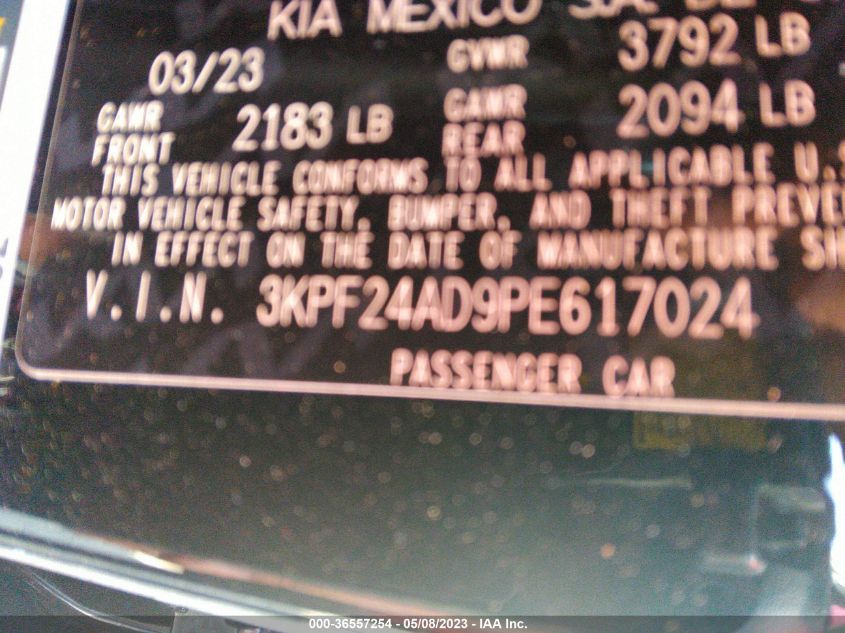 KIA MEXICO S.A. DE
03/23 GVWR 3792 LB
GAWR FRONT 2183 LB GAWR REAR 2094 LB
THIS VEHICLE CONFORMS TO ALL APPLICABLE U.S
MOTOR VEHICLE SAFETY, BUMPER, AND THEFT PREVE
IN EFFECT ON THE DATE OF MANUFACTURE SH
V.I.N. 3KPF24AD9PE617024
PASSENGER CAR
000-36557254 - 05/08/2023 - IAA Inc.